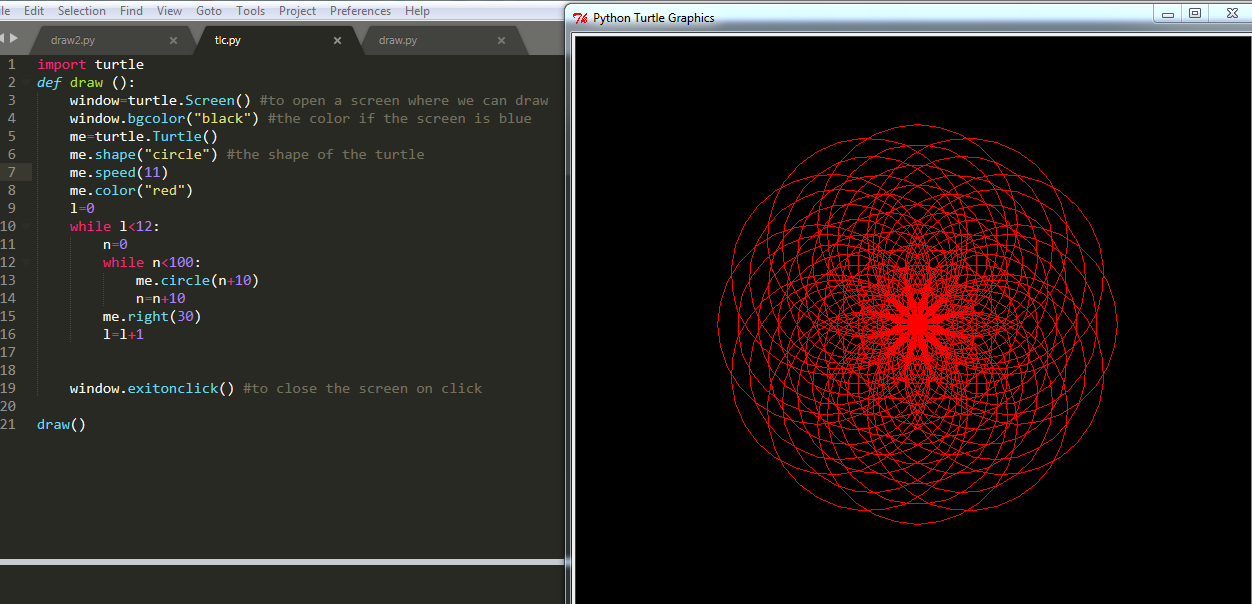 le Edit Selection Find View Goto Tools Project Preferences Help
Python Turtle Graphics
draw2.py × tlc.py × draw.py ×
1 import turtle
2 def draw ():
3     window=turtle.Screen() #to open a screen where we can draw
4     window.bgcolor("black") #the color if the screen is blue
5     me=turtle.Turtle()
6     me.shape("circle") #the shape of the turtle
7     me.speed(11)
8     me.color("red")
9     l=0
10     while l<12:
11         n=0
12         while n<100:
13             me.circle(n+10)
14             n=n+10
15         me.right(30)
16         l=l+1
17
18
19     window.exitonclick() #to close the screen on click
20
21 draw()